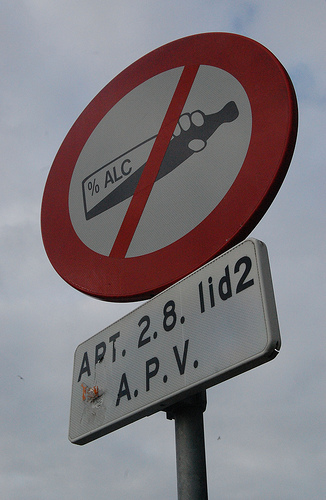 % ALC
ART. 2.8. lid2
A.P.V.